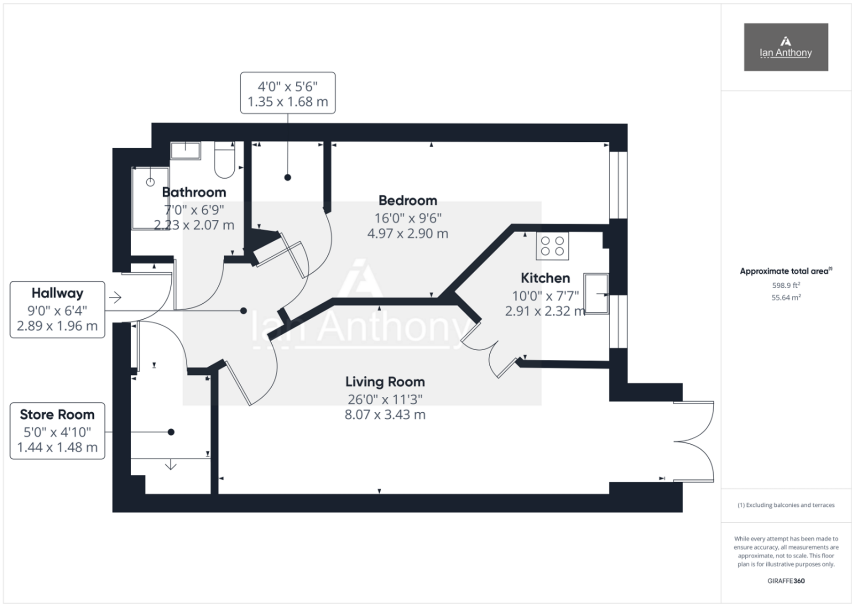 4'0" x 5'6"
1.35 x 1.68 m
Bathroom
7'0" x 6'9"
2.23 x 2.07 m
Bedroom
16'0" x 9'6"
4.97 x 2.90 m
Kitchen
10'0" x 7'7"
2.91 x 2.32 m
Hallway
9'0" x 6'4"
2.89 x 1.96 m
Ian Anthony
Living Room
26'0" x 11'3"
8.07 x 3.43 m
Store Room
5'0" x 4'10"
1.44 x 1.48 m
Ian Anthony
Approximate total area⁽¹⁾
598.9 ft²
55.64 m²
(1) Excluding balconies and terraces
While every attempt has been made to
ensure accuracy, all measurements are
approximate, not to scale. This floor
plan is for illustrative purposes only.
GIRAFFE360